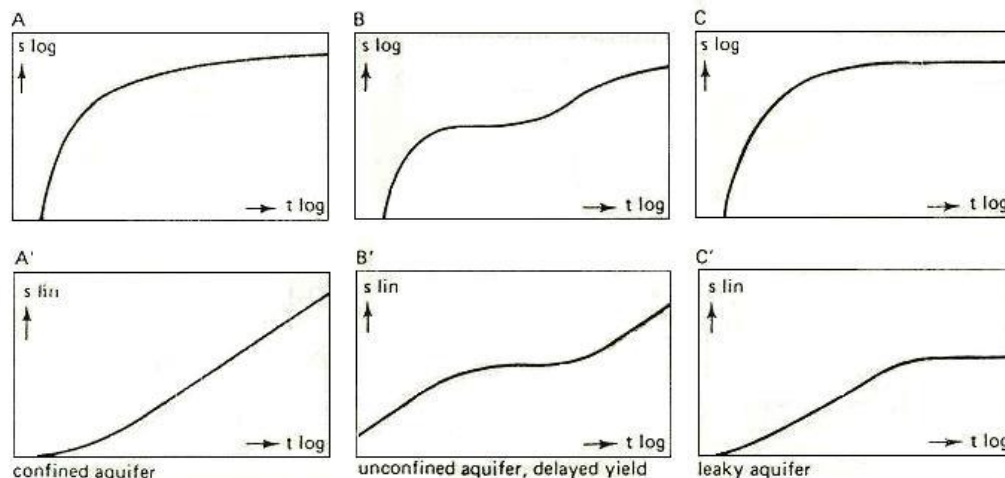 A
s log
t log
B
s log
t log
C
s log
t log
A'
s lin
t log
confined aquifer
B'
s lin
t log
unconfined aquifer, delayed yield
C'
s lin
t log
leaky aquifer